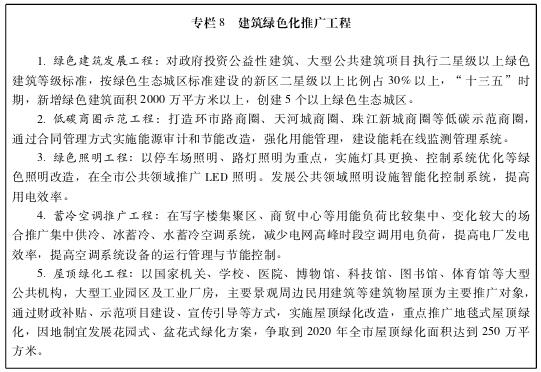 专栏 8 建筑绿色化推广工程
1. 绿色建筑发展工程：对政府投资公益性建筑、大型公共建筑项目执行二星级以上绿色
建筑等级标准，按绿色生态城区标准建设的新区二星级以上比例占 30% 以上，“十三五”时
期，新增绿色建筑面积 2000 万平方米以上，创建 5 个以上绿色生态城区。
2. 低碳商圈示范工程：打造环市路商圈、天河城商圈、珠江新城商圈等低碳示范商圈，
通过合同管理方式实施能源审计和节能改造，强化用能管理，建设能耗在线监测管理系统。
3. 绿色照明工程：以停车场照明、路灯照明为重点，实施灯具更换、控制系统优化等绿
色照明改造，在全市公共领域推广 LED 照明。发展公共领域照明设施智能化控制系统，提高
用电效率。
4. 蓄冷空调推广工程：在写字楼集聚区、商贸中心等用能负荷比较集中、变化较大的场
合推广集中供冷、冰蓄冷、水蓄冷空调系统，减少电网高峰时段空调用电负荷，提高电厂发电
效率，提高空调系统设备的运行管理与节能控制。
5. 屋顶绿化工程：以国家机关、学校、医院、博物馆、科技馆、图书馆、体育馆等大型
公共机构，大型工业园区及工业厂房，主要景观周边民用建筑等建筑物屋顶为主要推广对象，
通过财政补贴、示范项目建设、宣传引导等方式，实施屋顶绿化改造，重点推广地毯式屋顶绿
化，因地制宜发展花园式、盆花式绿化方案，争取到 2020 年全市屋顶绿化面积达到 250 万平
方米。